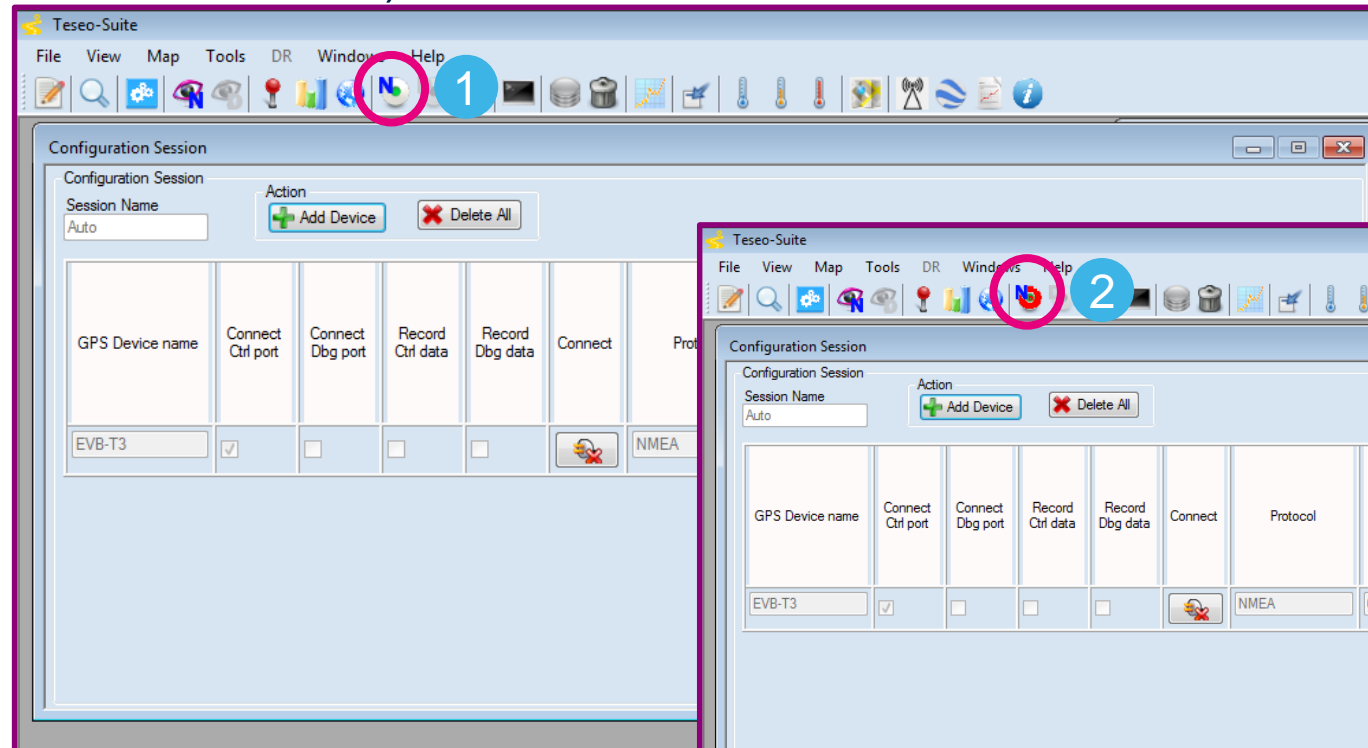 Teseo-Suite
File View Map Tools DR Windows Help
N N 1
Configuration Session
Configuration Session
Session Name
Action
Auto
Add Device
Delete All
GPS Device name
Connect Ctrl port
Connect Dbg port
Record Ctrl data
Record Dbg data
Connect
Prot
EVB-T3
NMEA
Teseo-Suite
File View Map Tools DR Windows Help
N N 2
Configuration Session
Configuration Session
Session Name
Action
Auto
Add Device
Delete All
GPS Device name
Connect Ctrl port
Connect Dbg port
Record Ctrl data
Record Dbg data
Connect
Protocol
EVB-T3
NMEA